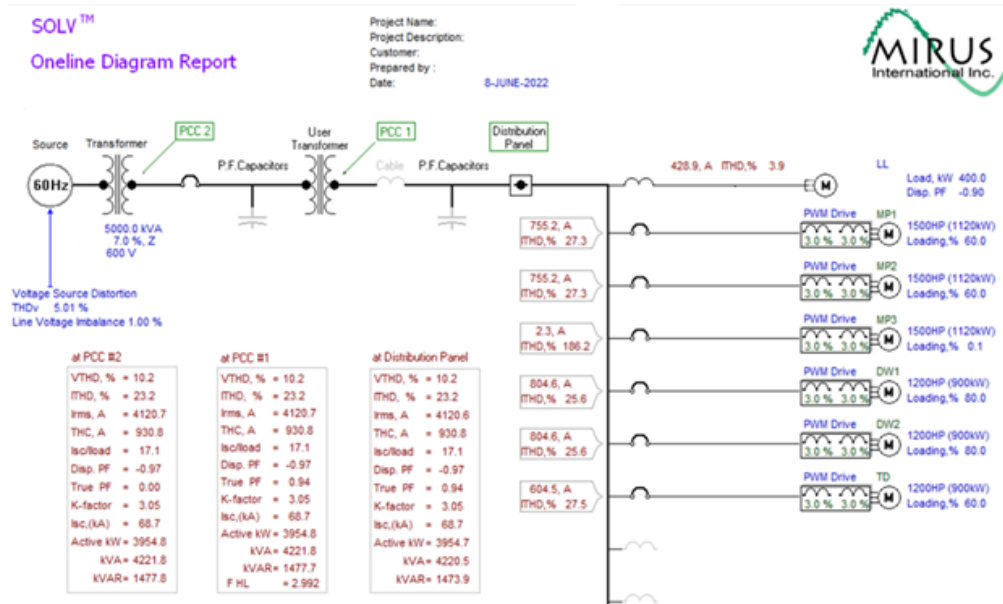 SOLV™
Oneline Diagram Report
Project Name:
Project Description:
Customer:
Prepared by :
Date: 8-JUNE-2022
MIRUS
International Inc.
Source
Transformer
PCC 2
User
Transformer
PCC 1
Distribution
Panel
P.F.Capacitors
Cable
P.F.Capacitors
60Hz
5000.0 kVA
7.0 %, Z
600 V
Voltage Source Distortion
THDv 5.01 %
Line Voltage Imbalance 1.00 %
428.9, A ITHD,% 3.9
M
LL
Load, kW 400.0
Disp. PF -0.90
755.2, A
ITHD,% 27.3
PWM Drive
3.0 % 3.0 %
M
MP1
1500HP (1120kW)
Loading,% 60.0
755.2, A
ITHD,% 27.3
PWM Drive
3.0 % 3.0 %
M
MP2
1500HP (1120kW)
Loading,% 60.0
2.3, A
ITHD,% 186.2
PWM Drive
3.0 % 3.0 %
M
MP3
1500HP (1120kW)
Loading,% 0.1
804.6, A
ITHD,% 25.6
PWM Drive
3.0 % 3.0 %
M
DW1
1200HP (900kW)
Loading,% 80.0
804.6, A
ITHD,% 25.6
PWM Drive
3.0 % 3.0 %
M
DW2
1200HP (900kW)
Loading,% 80.0
604.5, A
ITHD,% 27.5
PWM Drive
3.0 % 3.0 %
M
TD
1200HP (900kW)
Loading,% 60.0
at PCC #2
VTHD, % = 10.2
ITHD, % = 23.2
Irms, A = 4120.7
THC, A = 930.8
Isc/Iload = 17.1
Disp. PF = -0.97
True PF = 0.00
K-factor = 3.05
Isc,(kA) = 68.7
Active kW = 3954.8
kVA= 4221.8
kVAR= 1477.8
at PCC #1
VTHD, % = 10.2
ITHD, % = 23.2
Irms, A = 4120.7
THC, A = 930.8
Isc/Iload = 17.1
Disp. PF = -0.97
True PF = 0.94
K-factor = 3.05
Isc,(kA) = 68.7
Active kW= 3954.8
kVA= 4221.8
kVAR= 1477.7
F HL = 2.992
at Distribution Panel
VTHD, % = 10.2
ITHD, % = 23.2
Irms, A = 4120.6
THC, A = 930.8
Isc/Iload = 17.1
Disp. PF = -0.97
True PF = 0.94
K-factor = 3.05
Isc,(kA) = 68.7
Active kW = 3954.7
kVA= 4220.5
kVAR= 1473.9